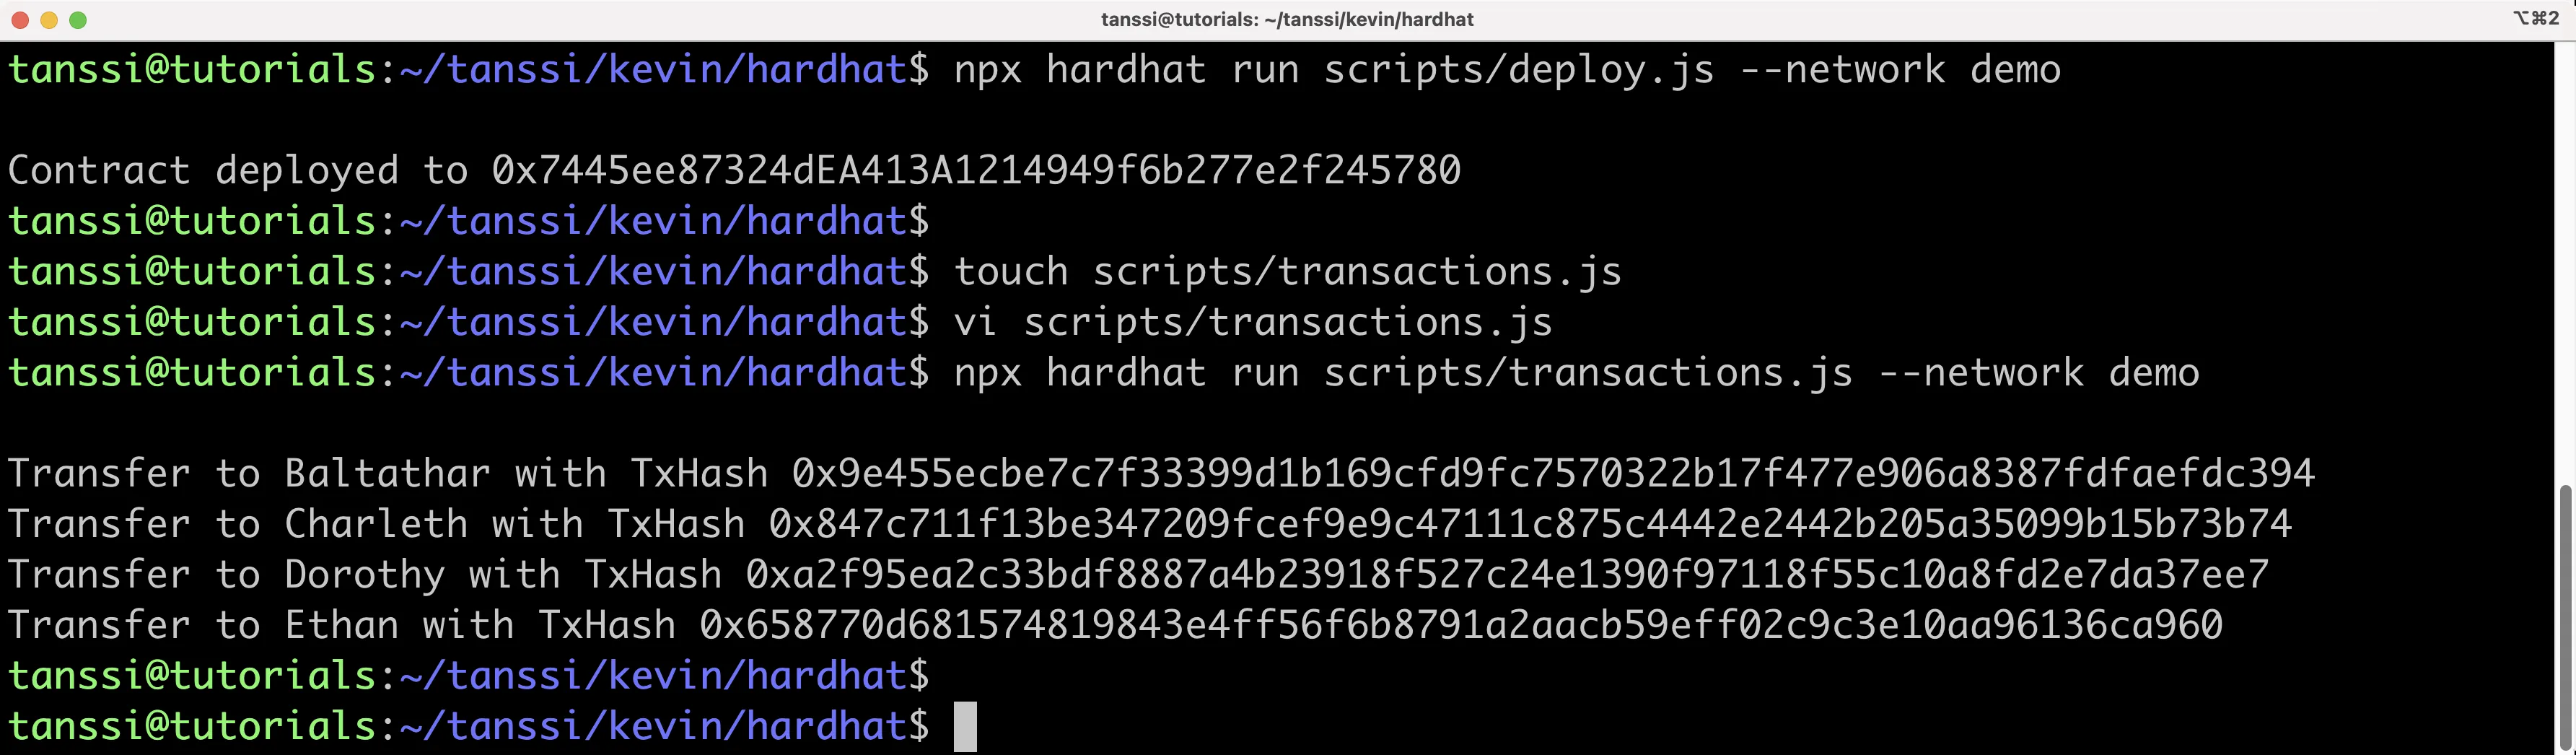 tanssi@tutorials: ~/tanssi/kevin/hardhat ⌥⌘2
tanssi@tutorials:~/tanssi/kevin/hardhat$ npx hardhat run scripts/deploy.js --network demo
Contract deployed to 0x7445ee87324dEA413A1214949f6b277e2f245780
tanssi@tutorials:~/tanssi/kevin/hardhat$
tanssi@tutorials:~/tanssi/kevin/hardhat$ touch scripts/transactions.js
tanssi@tutorials:~/tanssi/kevin/hardhat$ vi scripts/transactions.js
tanssi@tutorials:~/tanssi/kevin/hardhat$ npx hardhat run scripts/transactions.js --network demo
Transfer to Baltathar with TxHash 0x9e455ecbe7c7f33399d1b169cfd9fc7570322b17f477e906a8387fdfaefdc394
Transfer to Charleth with TxHash 0x847c711f13be347209fcef9e9c47111c875c4442e2442b205a35099b15b73b74
Transfer to Dorothy with TxHash 0xa2f95ea2c33bdf8887a4b23918f527c24e1390f97118f55c10a8fd2e7da37ee7
Transfer to Ethan with TxHash 0x658770d681574819843e4ff56f6b8791a2aacb59eff02c9c3e10aa96136ca960
tanssi@tutorials:~/tanssi/kevin/hardhat$
tanssi@tutorials:~/tanssi/kevin/hardhat$